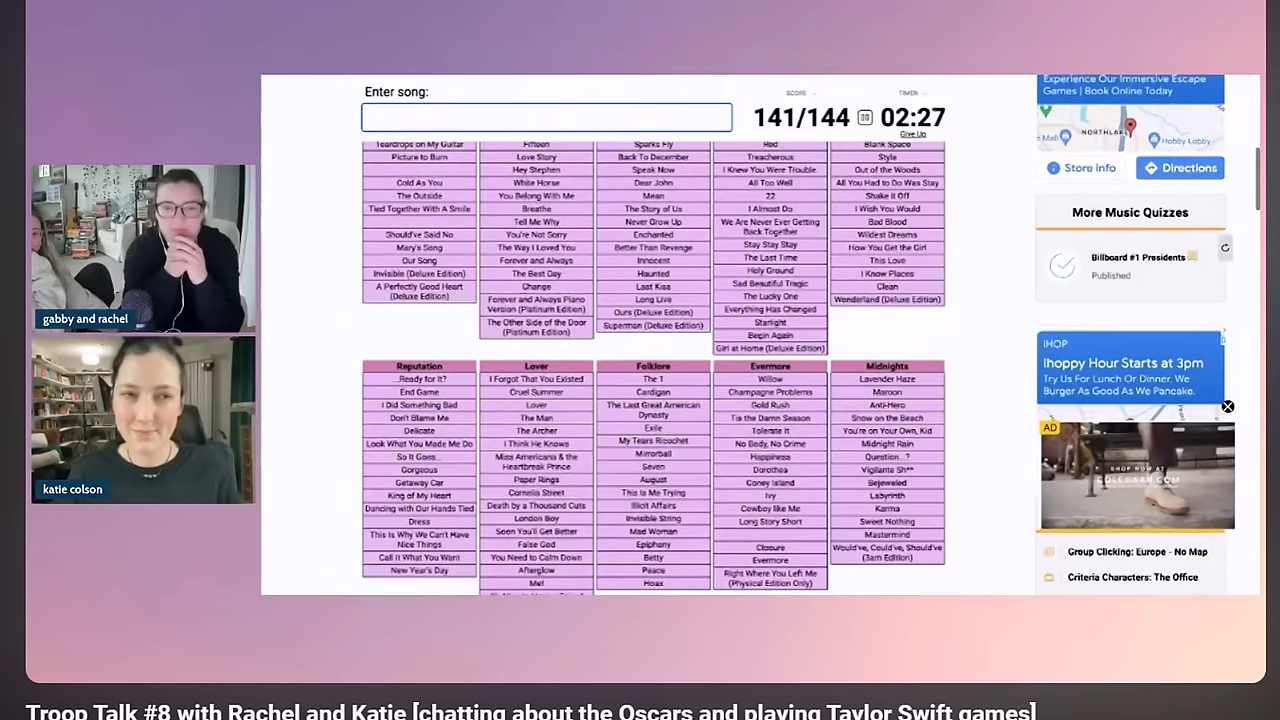 Enter song:
SCORE
TIMER
141/144
02:27
Give Up
Teardrops on My Guitar
Picture to Burn
Cold As You
The Outside
Tied Together With A Smile
Should've Said No
Mary's Song
Our Song
Invisible (Deluxe Edition)
A Perfectly Good Heart
(Deluxe Edition)
Fifteen
Love Story
Hey Stephen
White Horse
You Belong With Me
Breathe
Tell Me Why
You're Not Sorry
The Way I Loved You
Forever and Always
The Best Day
Change
Forever and Always Piano
Version (Platinum Edition)
The Other Side of the Door
(Platinum Edition)
Sparks Fly
Back To December
Speak Now
Dear John
Mean
The Story of Us
Never Grow Up
Enchanted
Better Than Revenge
Innocent
Haunted
Last Kiss
Long Live
Ours (Deluxe Edition)
Superman (Deluxe Edition)
Red
Treacherous
I Knew You Were Trouble.
All Too Well
22
I Almost Do
We Are Never Ever Getting
Back Together
Stay Stay Stay
The Last Time
Holy Ground
Sad Beautiful Tragic
The Lucky One
Everything Has Changed
Starlight
Begin Again
Girl at Home (Deluxe Edition)
Blank Space
Style
Out of the Woods
All You Had to Do Was Stay
Shake It Off
I Wish You Would
Bad Blood
Wildest Dreams
How You Get the Girl
This Love
I Know Places
Clean
Wonderland (Deluxe Edition)
Reputation
...Ready for It?
End Game
I Did Something Bad
Don't Blame Me
Delicate
Look What You Made Me Do
So It Goes...
Gorgeous
Getaway Car
King of My Heart
Dancing with Our Hands Tied
Dress
This Is Why We Can't Have
Nice Things
Call It What You Want
New Year's Day
Lover
I Forgot That You Existed
Cruel Summer
Lover
The Man
The Archer
I Think He Knows
Miss Americana & the
Heartbreak Prince
Paper Rings
Cornelia Street
Death by a Thousand Cuts
London Boy
Soon You'll Get Better
False God
You Need to Calm Down
Afterglow
Me!
Folklore
The 1
Cardigan
The Last Great American
Dynasty
Exile
My Tears Ricochet
Mirrorball
Seven
August
This Is Me Trying
Illicit Affairs
Invisible String
Mad Woman
Epiphany
Betty
Peace
Hoax
Evermore
Willow
Champagne Problems
Gold Rush
'Tis the Damn Season
Tolerate It
No Body, No Crime
Happiness
Dorothea
Coney Island
Ivy
Cowboy like Me
Long Story Short
Closure
Evermore
Right Where You Left Me
(Physical Edition Only)
Midnights
Lavender Haze
Maroon
Anti-Hero
Snow on the Beach
You're on Your Own, Kid
Midnight Rain
Question...?
Vigilante Sh**
Bejeweled
Labyrinth
Karma
Sweet Nothing
Mastermind
Would've, Could've, Should've
(3am Edition)
Experience Our Immersive Escape
Games | Book Online Today
NORTHLAKE
Mall
Hobby Lobby
Store info
Directions
More Music Quizzes
Billboard #1 Presidents
Published
IHOP
Ihoppy Hour Starts at 3pm
Try Us For Lunch Or Dinner. We
Burger As Good As We Pancake.
AD
SHOP NOW AT
COLEHAAN.COM
Group Clicking: Europe - No Map
Criteria Characters: The Office
gabby and rachel
katie colson
Troop Talk #8 with Rachel and Katie [chatting about the Oscars and playing Taylor Swift games]